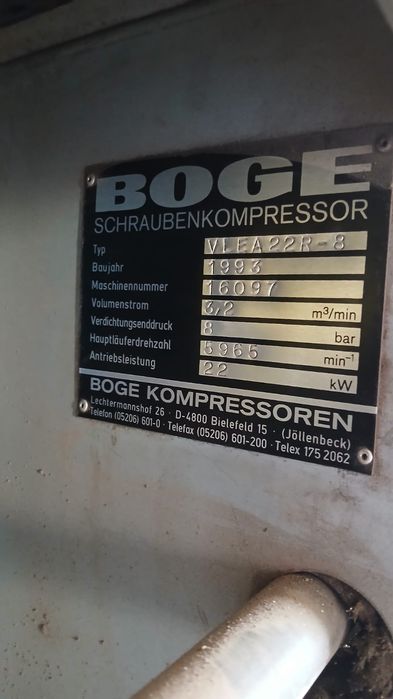 BOGE
SCHRAUBENKOMPRESSOR
Typ VLEA22R-8
Baujahr 1993
Maschinennummer 16097
Volumenstrom 3,2 m³/min
Verdichtungsenddruck 8 bar
Hauptläuferdrehzahl 5965 min⁻¹
Antriebsleistung 22 kW
BOGE KOMPRESSOREN
Lechtermannshof 26 · D-4800 Bielefeld 15 · (Jöllenbeck)
Telefon (05206) 601-0 · Telefax (05206) 601-200 · Telex 175 2062